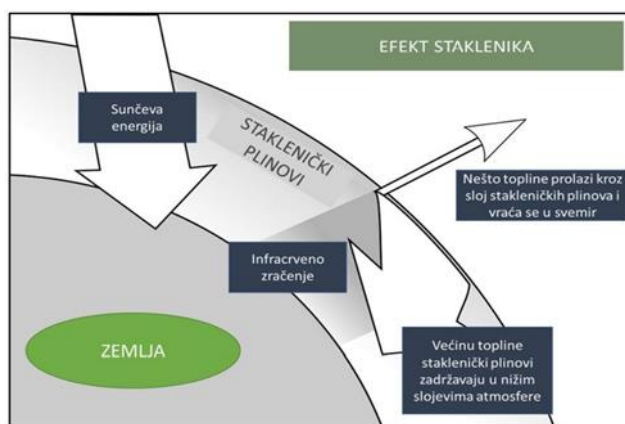 EFEKT STAKLENIKA
Sunčeva
energija
STAKLENIČKI
PLINOVI
Nešto topline prolazi kroz
sloj stakleničkih plinova i
vraća se u svemir
Infracrveno
zračenje
ZEMLJA
Većinu topline
staklenički plinovi
zadržavaju u nižim
slojevima atmosfere